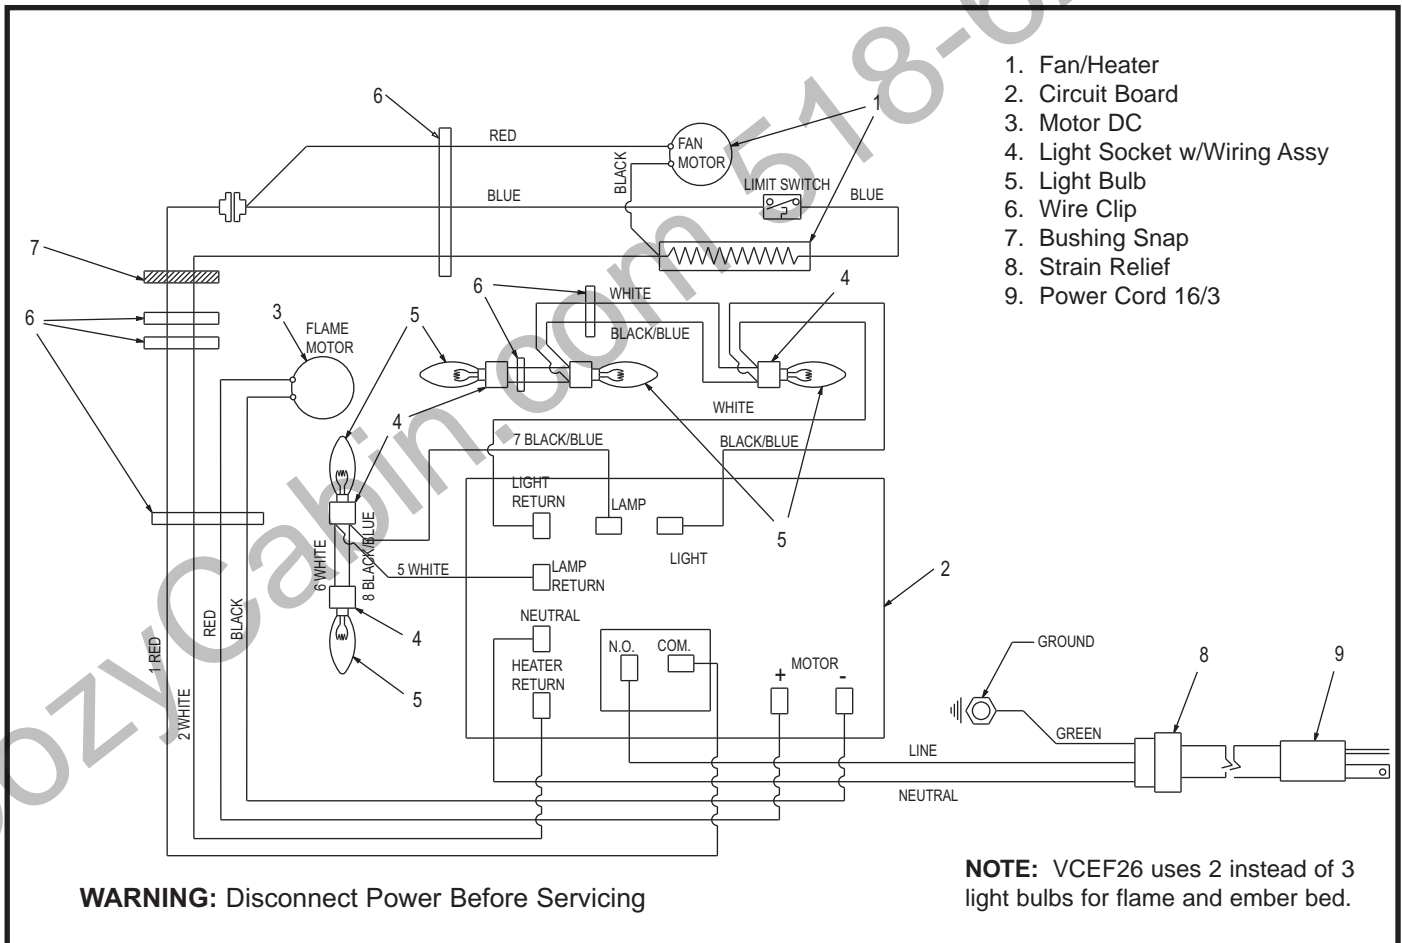 1. Fan/Heater
2. Circuit Board
3. Motor DC
4. Light Socket w/Wiring Assy
5. Light Bulb
6. Wire Clip
7. Bushing Snap
8. Strain Relief
9. Power Cord 16/3
6
1
RED
FAN
MOTOR
BLACK
LIMIT SWITCH
BLUE
BLUE
7
6
WHITE
4
6
3
FLAME
MOTOR
5
BLACK/BLUE
4
WHITE
7 BLACK/BLUE
BLACK/BLUE
LIGHT
RETURN
LAMP
LIGHT
5
6 WHITE
8 BLACK/BLUE
5 WHITE
LAMP
RETURN
2
RED
BLACK
NEUTRAL
4
N.O.
COM.
HEATER
RETURN
MOTOR
+
-
GROUND
8
9
1 RED
2 WHITE
5
GREEN
LINE
NEUTRAL
WARNING: Disconnect Power Before Servicing
NOTE: VCEF26 uses 2 instead of 3
light bulbs for flame and ember bed.
ozyCabin.com 518-6